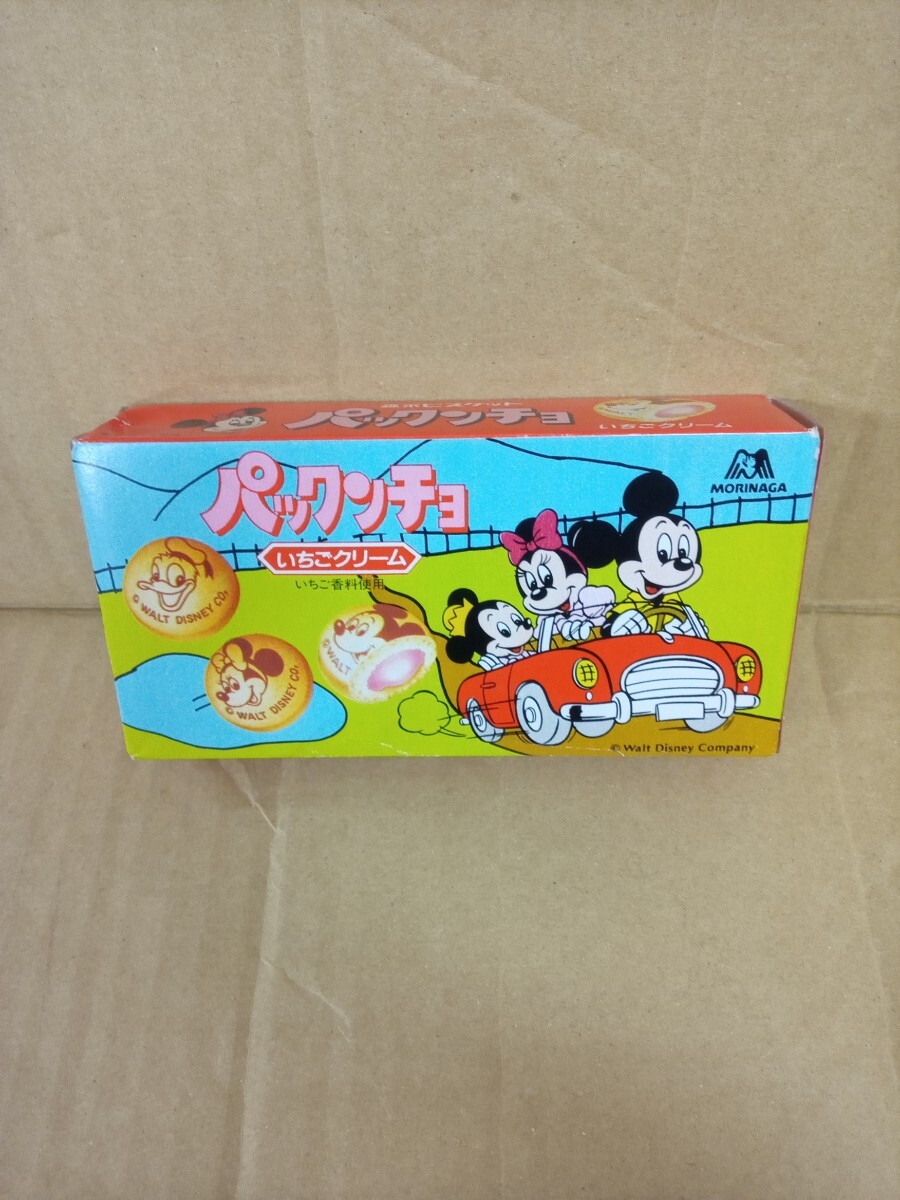 森永ビスケット
パックンチョ
いちごクリーム
MORINAGA
パックンチョ
いちごクリーム
いちご香料使用
© WALT DISNEY CO.
© WALT DISNEY CO.
© WALT
© Walt Disney Company